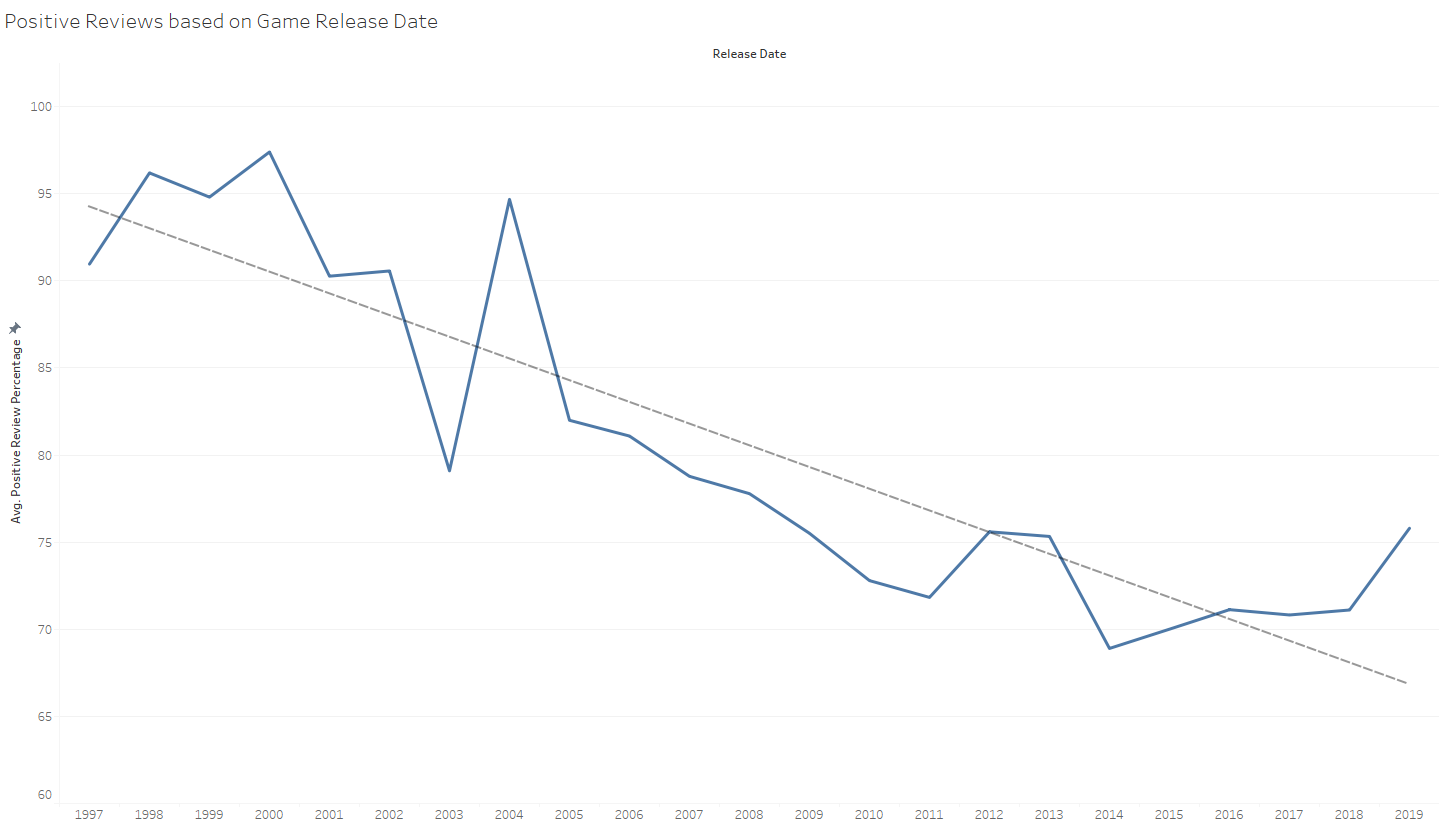 Positive Reviews based on Game Release Date
Release Date
100
95
90
85
80
75
70
65
60
Avg. Positive Review Percentage
1997 1998 1999 2000 2001 2002 2003 2004 2005 2006 2007 2008 2009 2010 2011 2012 2013 2014 2015 2016 2017 2018 2019